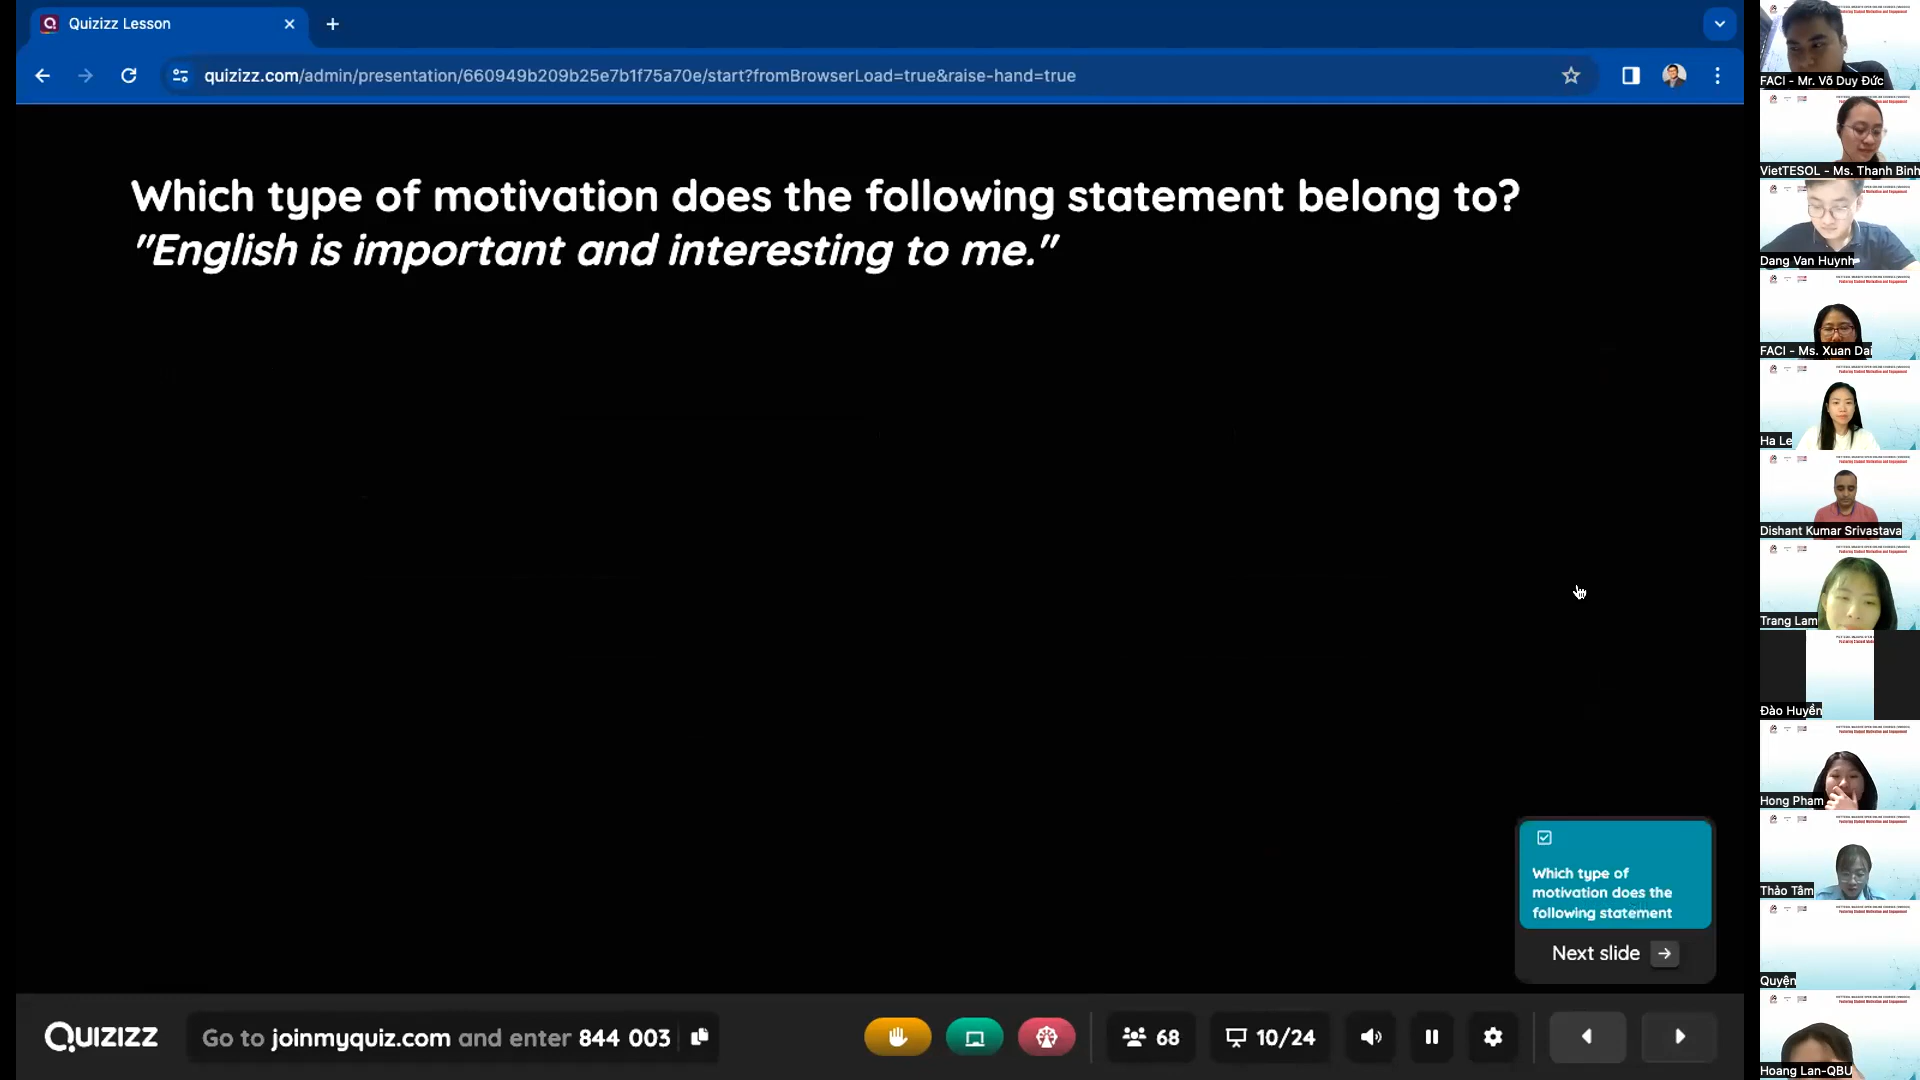 Quizizz Lesson
quizizz.com/admin/presentation/660949b209b25e7b1f75a70e/start?fromBrowserLoad=true&raise-hand=true
Which type of motivation does the following statement belong to?
"English is important and interesting to me."
Which type of
motivation does the
following statement
Next slide
QUIZIZZ
Go to joinmyquiz.com and enter 844 003
68
10/24
FACI - Mr. Võ Duy Đức
VietTESOL - Ms. Thanh Binh
Dang Van Huynh
FACI - Ms. Xuan Dai
Ha Le
Dishant Kumar Srivastava
Trang Lam
Đào Huyền
Hong Pham
Thảo Tâm
Quyên
Hoang Lan-QBU